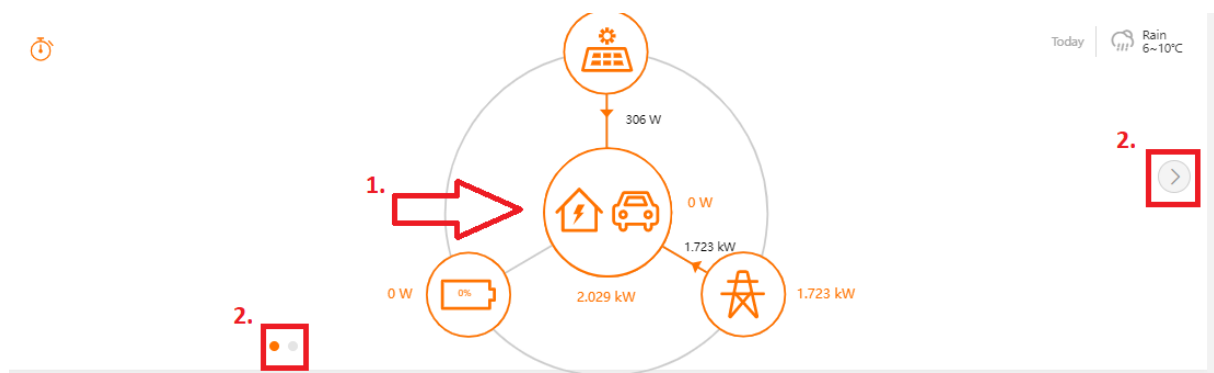 Today
Rain
6~10°C
306 W
2.
1.
0 W
1.723 kW
0 W
0%
2.029 kW
1.723 kW
2.